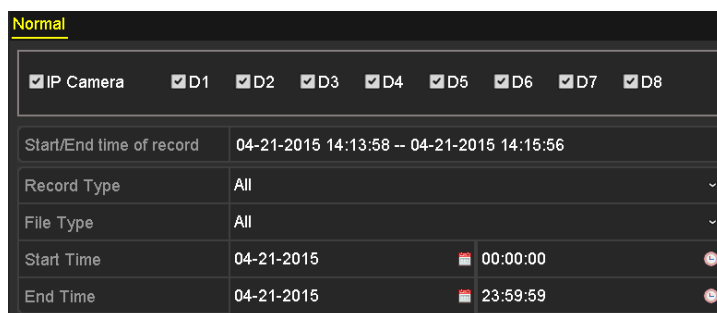 Normal
IP Camera D1 D2 D3 D4 D5 D6 D7 D8
Start/End time of record 04-21-2015 14:13:58 -- 04-21-2015 14:15:56
Record Type All
File Type All
Start Time 04-21-2015 00:00:00
End Time 04-21-2015 23:59:59